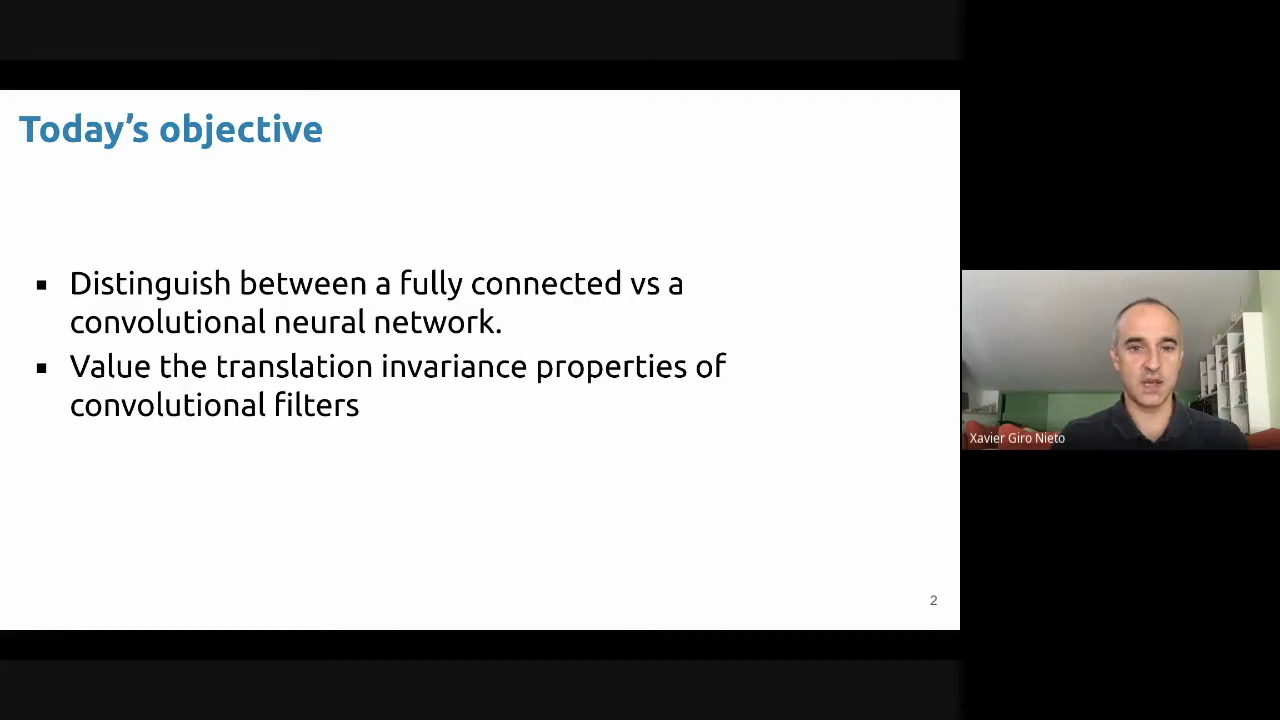 Today's objective
▪ Distinguish between a fully connected vs a
convolutional neural network.
▪ Value the translation invariance properties of
convolutional filters
Xavier Giro Nieto
2